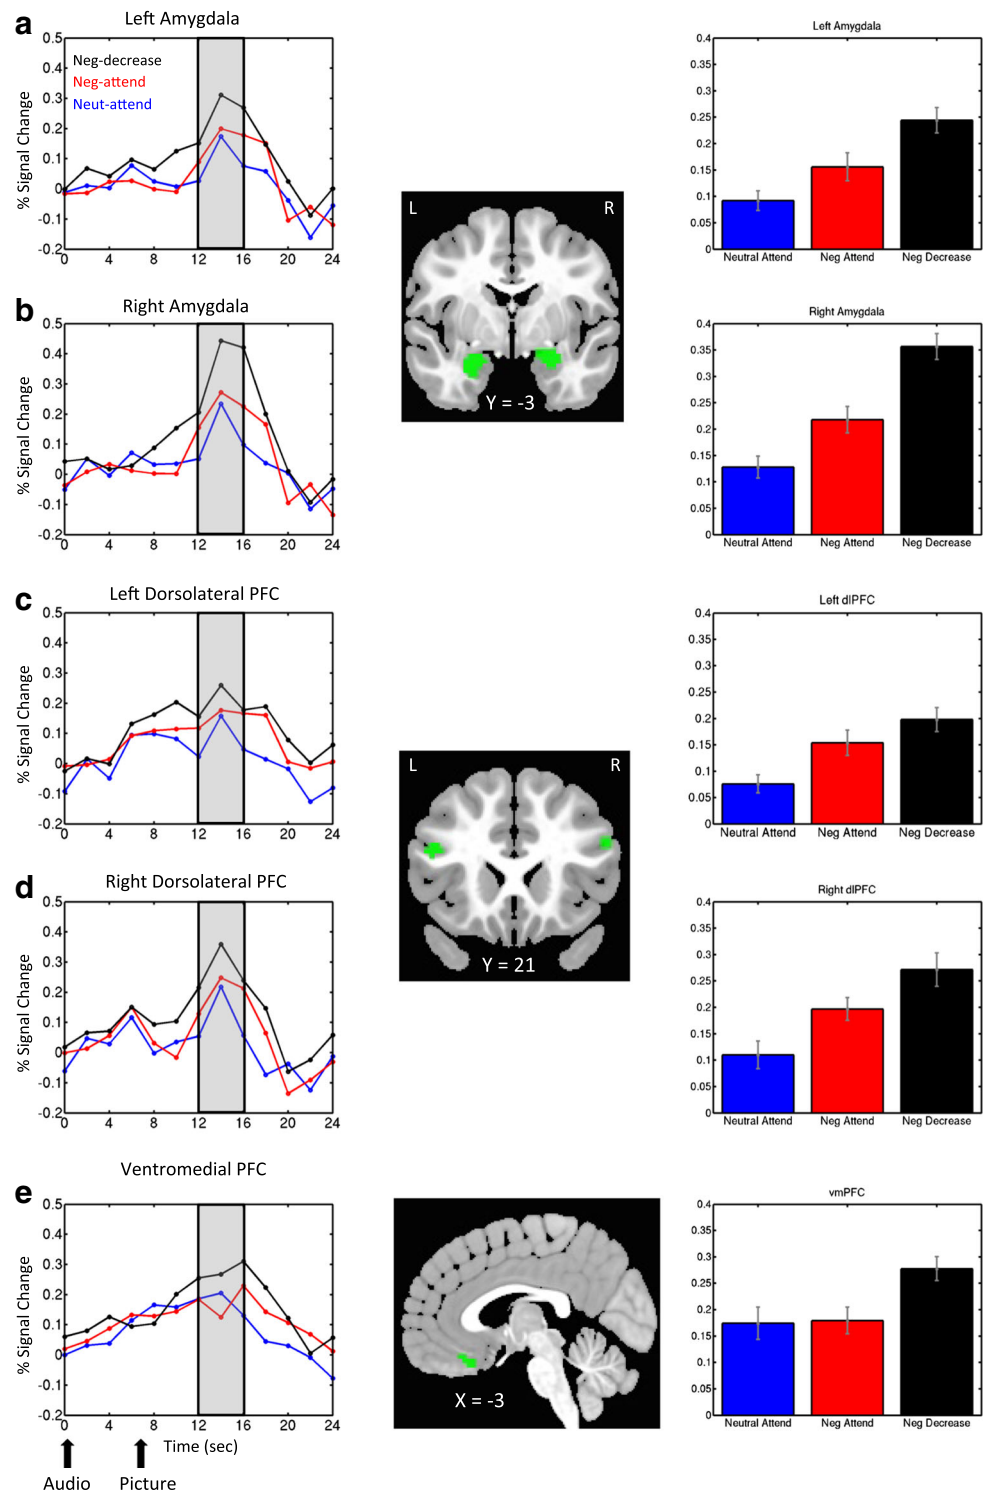 a
Left Amygdala
% Signal Change
0.5
0.4
0.3
0.2
0.1
0
-0.1
-0.2
Neg-decrease
Neg-attend
Neut-attend
0 4 8 12 16 20 24
Left Amygdala
0.4
0.35
0.3
0.25
0.2
0.15
0.1
0.05
0
Neutral Attend Neg Attend Neg Decrease
L R
Y = -3
b
Right Amygdala
% Signal Change
0.5
0.4
0.3
0.2
0.1
0
-0.1
-0.2
0 4 8 12 16 20 24
Right Amygdala
0.4
0.35
0.3
0.25
0.2
0.15
0.1
0.05
0
Neutral Attend Neg Attend Neg Decrease
c
Left Dorsolateral PFC
% Signal Change
0.5
0.4
0.3
0.2
0.1
0
-0.1
-0.2
0 4 8 12 16 20 24
Left dlPFC
0.4
0.35
0.3
0.25
0.2
0.15
0.1
0.05
0
Neutral Attend Neg Attend Neg Decrease
L R
Y = 21
d
Right Dorsolateral PFC
% Signal Change
0.5
0.4
0.3
0.2
0.1
0
-0.1
-0.2
0 4 8 12 16 20 24
Right dlPFC
0.4
0.35
0.3
0.25
0.2
0.15
0.1
0.05
0
Neutral Attend Neg Attend Neg Decrease
e
Ventromedial PFC
% Signal Change
0.5
0.4
0.3
0.2
0.1
0
-0.1
-0.2
0 4 8 12 16 20 24
Time (sec)
Audio Picture
X = -3
vmPFC
0.4
0.35
0.3
0.25
0.2
0.15
0.1
0.05
0
Neutral Attend Neg Attend Neg Decrease